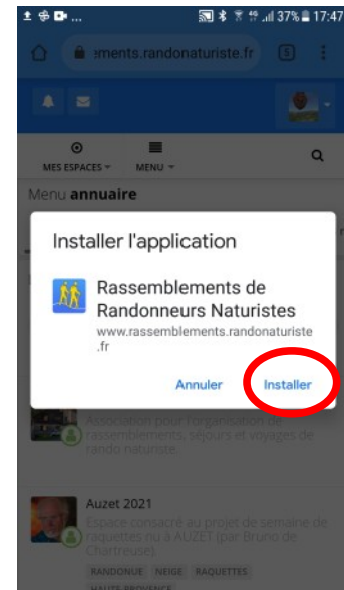 ... 37% 17:47
ements.randonaturiste.fr 5
MES ESPACES MENU
Menu annuaire
Installer l'application
Rassemblements de
Randonneurs Naturistes
www.rassemblements.randonaturiste
.fr
Annuler Installer
Association pour l'organisation de
rassemblements, séjours et voyages de
rando naturiste.
Auzet 2021
Espace consacré au projet de semaine de
raquettes nu à AUZET (par Bruno de
Chartreuse).
RANDONUE NEIGE RAQUETTES
HAUTE PROVENCE